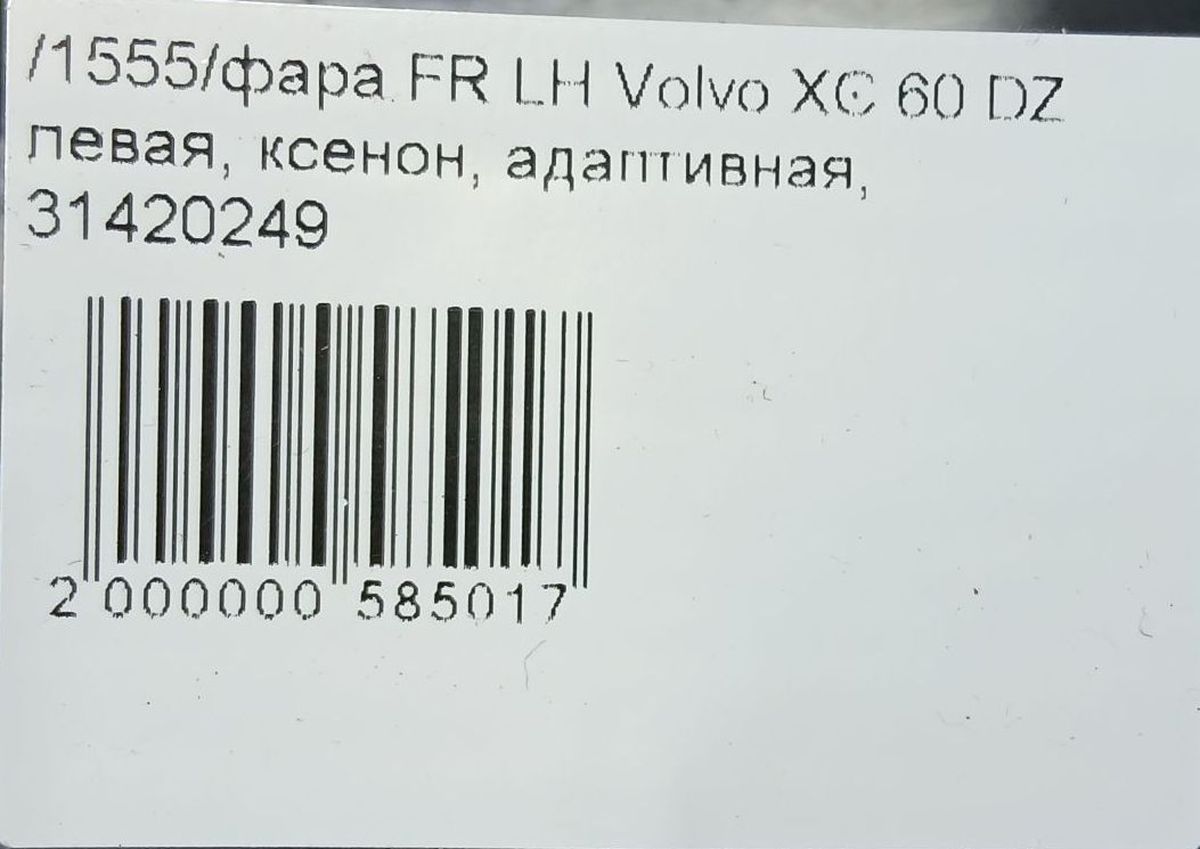 /1555/фара FR LH Volvo XC 60 DZ
левая, ксенон, адаптивная,
31420249
2 000000 585017